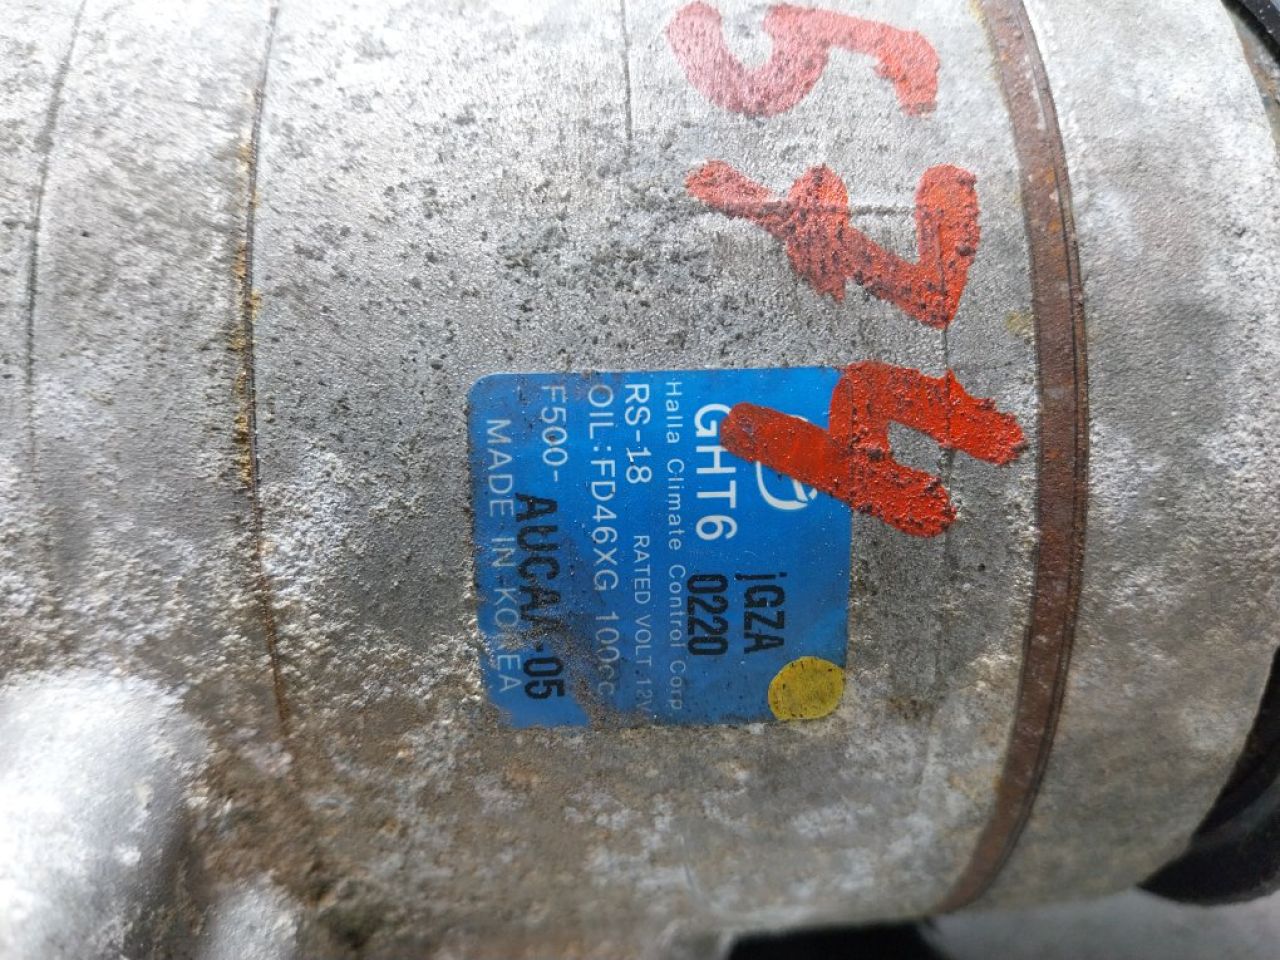 574
jGZA
GHT6 0220
Halla Climate Control Corp
RS-18 RATED VOLT.12V
OIL:FD46XG 100CC
F500- AUCAA-05
MADE IN KOREA